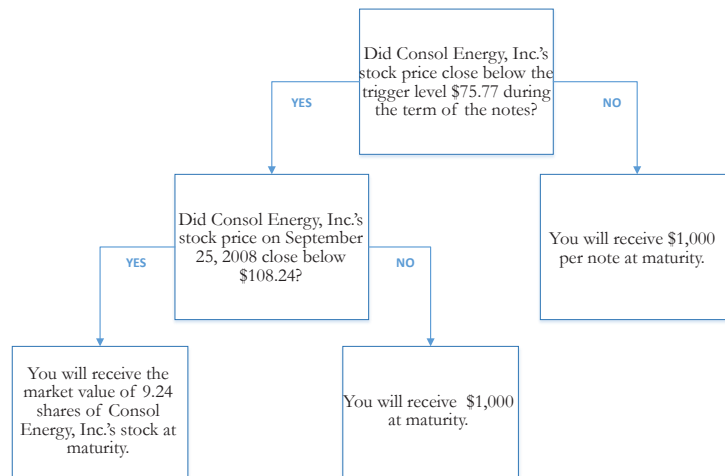 Did Consol Energy, Inc.'s
stock price close below the
trigger level $75.77 during
the term of the notes?
YES
NO
Did Consol Energy, Inc.'s
stock price on September
25, 2008 close below
$108.24?
You will receive $1,000
per note at maturity.
YES
NO
You will receive the
market value of 9.24
shares of Consol
Energy, Inc.'s stock at
maturity.
You will receive $1,000
at maturity.